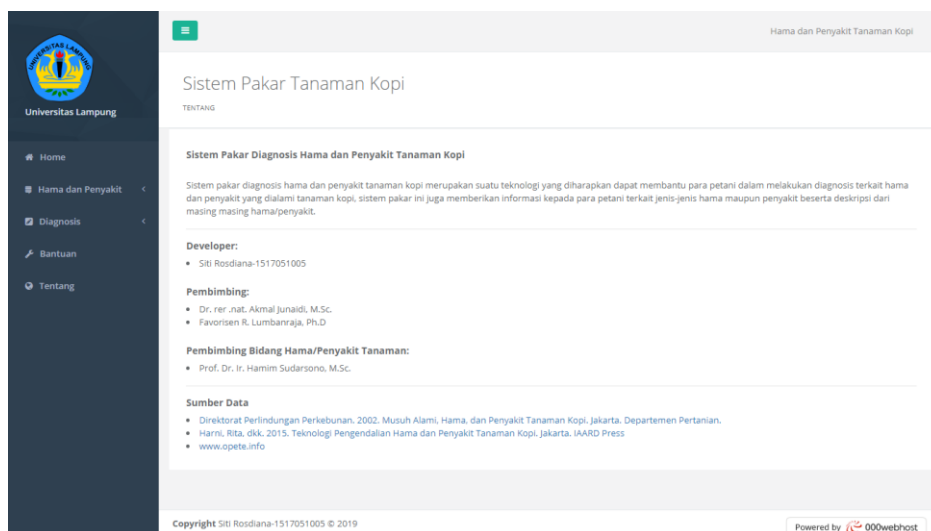 Hama dan Penyakit Tanaman Kopi
UNIVERSITAS LAMPUNG
Universitas Lampung
Home
Hama dan Penyakit
Diagnosis
Bantuan
Tentang
Sistem Pakar Tanaman Kopi
TENTANG
Sistem Pakar Diagnosis Hama dan Penyakit Tanaman Kopi
Sistem pakar diagnosis hama dan penyakit tanaman kopi merupakan suatu teknologi yang diharapkan dapat membantu para petani dalam melakukan diagnosis terkait hama
dan penyakit yang dialami tanaman kopi, sistem pakar ini juga memberikan informasi kepada para petani terkait jenis-jenis hama maupun penyakit beserta deskripsi dari
masing masing hama/penyakit.
Developer:
• Siti Rosdiana-1517051005
Pembimbing:
• Dr. rer .nat. Akmal Junaidi, M.Sc.
• Favorisen R. Lumbanraja, Ph.D
Pembimbing Bidang Hama/Penyakit Tanaman:
• Prof. Dr. Ir. Hamim Sudarsono, M.Sc.
Sumber Data
• Direktorat Perlindungan Perkebunan. 2002. Musuh Alami, Hama, dan Penyakit Tanaman Kopi. Jakarta. Departemen Pertanian.
• Harni, Rita, dkk. 2015. Teknologi Pengendalian Hama dan Penyakit Tanaman Kopi. Jakarta. IAARD Press
• www.opete.info
Copyright Siti Rosdiana-1517051005 © 2019
Powered by 000webhost